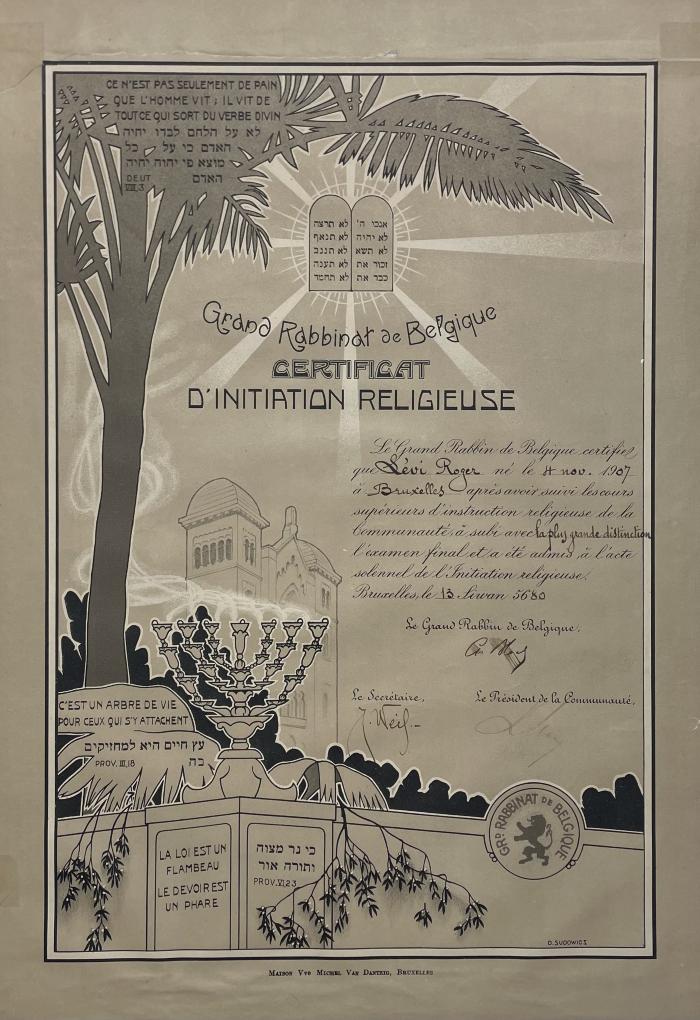 CE N'EST PAS SEULEMENT DE PAIN
QUE L'HOMME VIT ; IL VIT DE
TOUT CE QUI SORT DU VERBE DIVIN
לא על הלחם לבדו יחיה
האדם כי על כל
מוצא פי יהוה יחיה
האדם
DEUT
VIII,3
אנכי ה'
לא יהיה
לא תשא
זכור את
כבד את
לא תרצח
לא תנאף
לא תגנב
לא תענה
לא תחמד
Grand Rabbinat de Belgique
CERTIFICAT
D'INITIATION RELIGIEUSE
Le Grand Rabbin de Belgique certifie,
que Lévi Roger né le 4 nov. 1907
à Bruxelles après avoir suivi les cours
supérieurs d'instruction religieuse de la
Communauté, à subi avec la plus grande distinction
l'examen final et a été admis, à l'acte
solennel de l'Initiation religieuse.
Bruxelles, le 13 Siwan 5680
Le Grand Rabbin de Belgique,
Le Secrétaire,
J. Weil
Le Président de la Communauté,
C'EST UN ARBRE DE VIE
POUR CEUX QUI S'Y ATTACHENT
עץ חיים היא למחזיקים
בה
PROV. III,18
LA LOI EST UN
FLAMBEAU
LE DEVOIR EST
UN PHARE
כי נר מצוה
ותורה אור
PROV. VI,23
GRD RABBINAT DE BELGIQUE
D. SUDOWICS
MAISON VVE MICHEL VAN DANTZIG, BRUXELLES